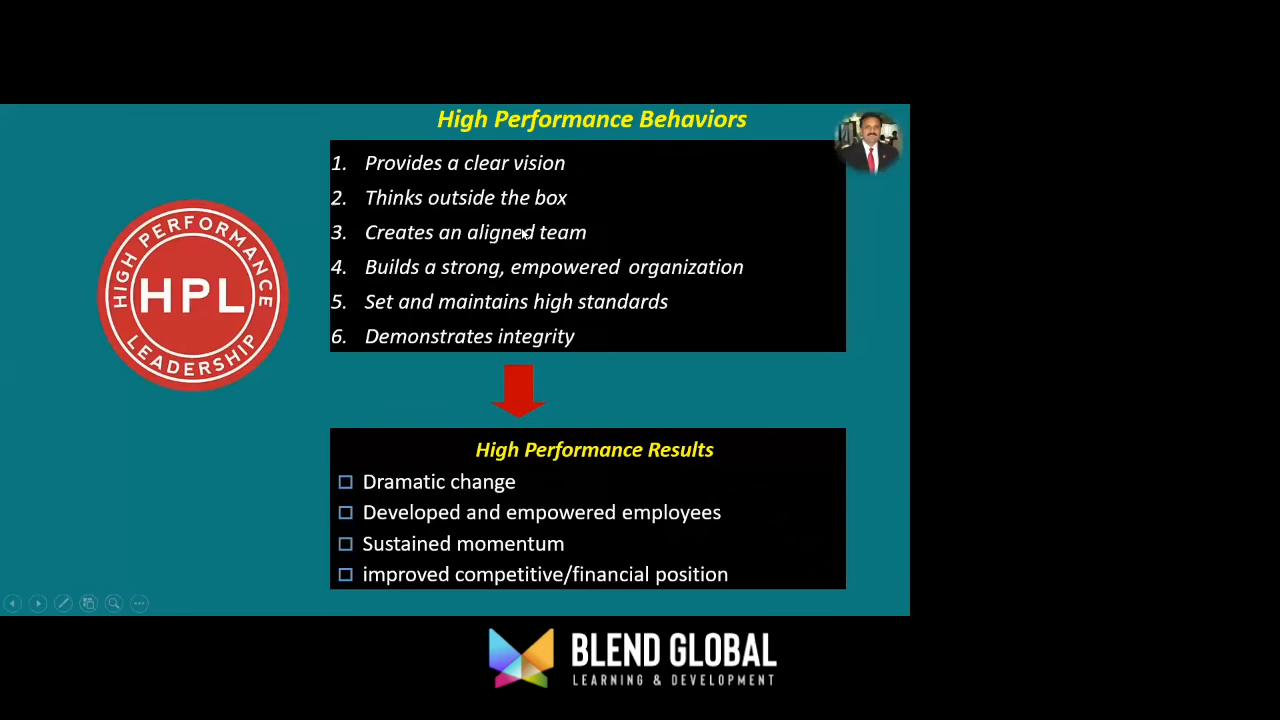 High Performance Behaviors
1. Provides a clear vision
2. Thinks outside the box
3. Creates an aligned team
4. Builds a strong, empowered organization
5. Set and maintains high standards
6. Demonstrates integrity
HIGH PERFORMANCE
HPL
LEADERSHIP
High Performance Results
Dramatic change
Developed and empowered employees
Sustained momentum
improved competitive/financial position
BLEND GLOBAL
LEARNING & DEVELOPMENT